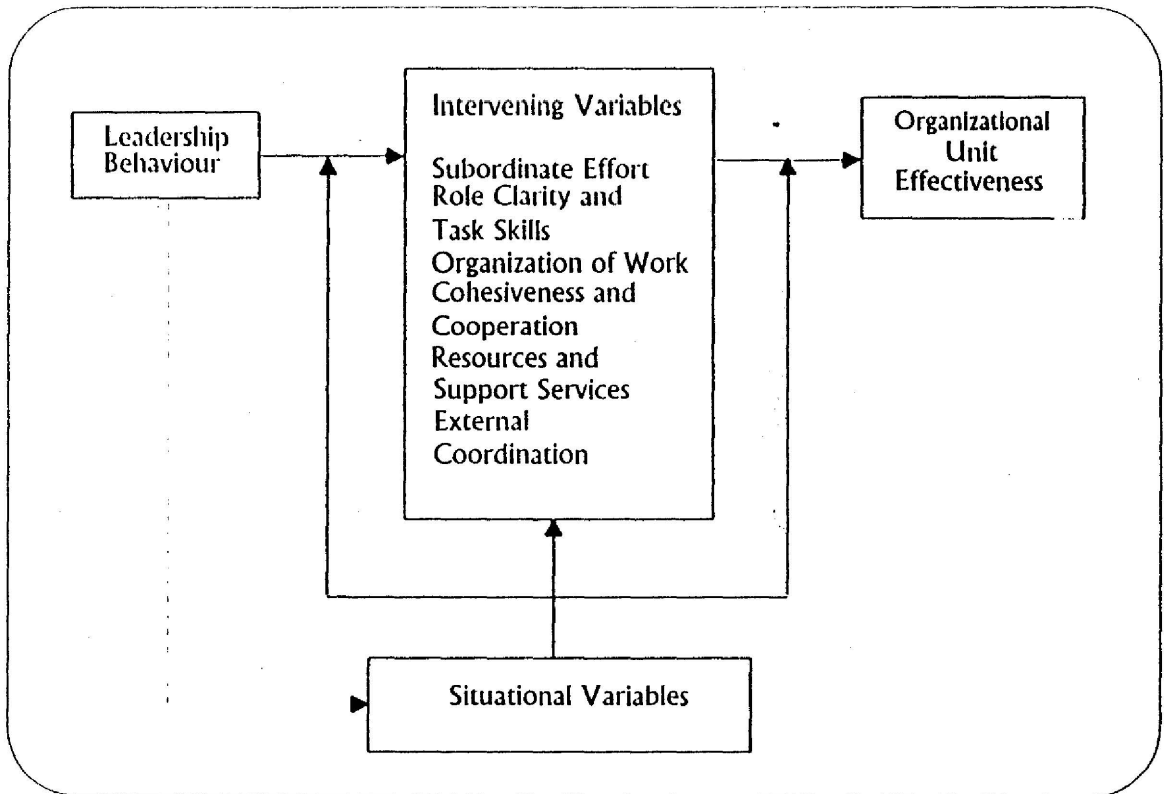 Leadership
Behaviour
Intervening Variables
Subordinate Effort
Role Clarity and
Task Skills
Organization of Work
Cohesiveness and
Cooperation
Resources and
Support Services
External
Coordination
Organizational
Unit
Effectiveness
Situational Variables